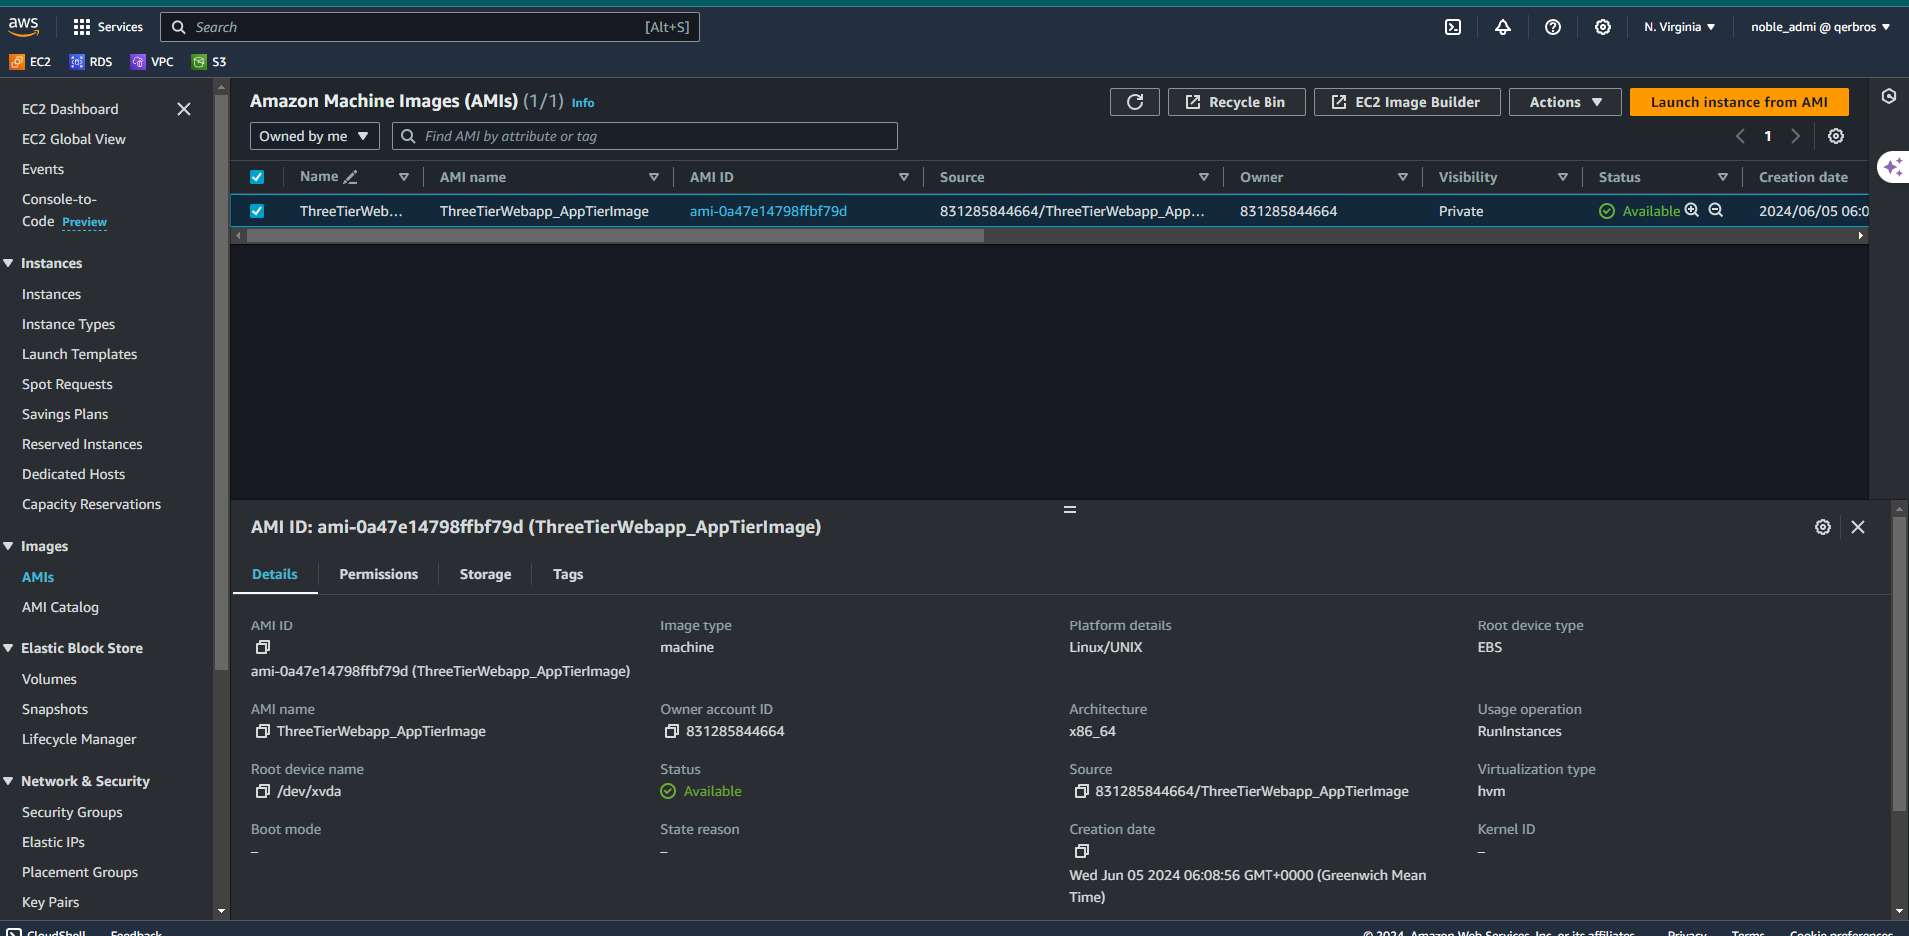 aws Services Search [Alt+S] N. Virginia noble_admi @ qerbros
EC2 RDS VPC S3
EC2 Dashboard
EC2 Global View
Events
Console-to-
Code Preview
Instances
Instances
Instance Types
Launch Templates
Spot Requests
Savings Plans
Reserved Instances
Dedicated Hosts
Capacity Reservations
Images
AMIs
AMI Catalog
Elastic Block Store
Volumes
Snapshots
Lifecycle Manager
Network & Security
Security Groups
Elastic IPs
Placement Groups
Key Pairs
Amazon Machine Images (AMIs) (1/1) Info Recycle Bin EC2 Image Builder Actions Launch instance from AMI
Owned by me Find AMI by attribute or tag 1
Name AMI name AMI ID Source Owner Visibility Status Creation date
ThreeTierWeb... ThreeTierWebapp_AppTierImage ami-0a47e14798ffbf79d 831285844664/ThreeTierWebapp_App... 831285844664 Private Available 2024/06/05 06:0
AMI ID: ami-0a47e14798ffbf79d (ThreeTierWebapp_AppTierImage)
Details Permissions Storage Tags
AMI ID Image type Platform details Root device type
machine Linux/UNIX EBS
ami-0a47e14798ffbf79d (ThreeTierWebapp_AppTierImage)
AMI name Owner account ID Architecture Usage operation
ThreeTierWebapp_AppTierImage 831285844664 x86_64 RunInstances
Root device name Status Source Virtualization type
/dev/xvda Available 831285844664/ThreeTierWebapp_AppTierImage hvm
Boot mode State reason Creation date Kernel ID
– – –
Wed Jun 05 2024 06:08:56 GMT+0000 (Greenwich Mean
Time)
CloudShell Feedback © 2024, Amazon Web Services, Inc. or its affiliates. Privacy Terms Cookie preferences